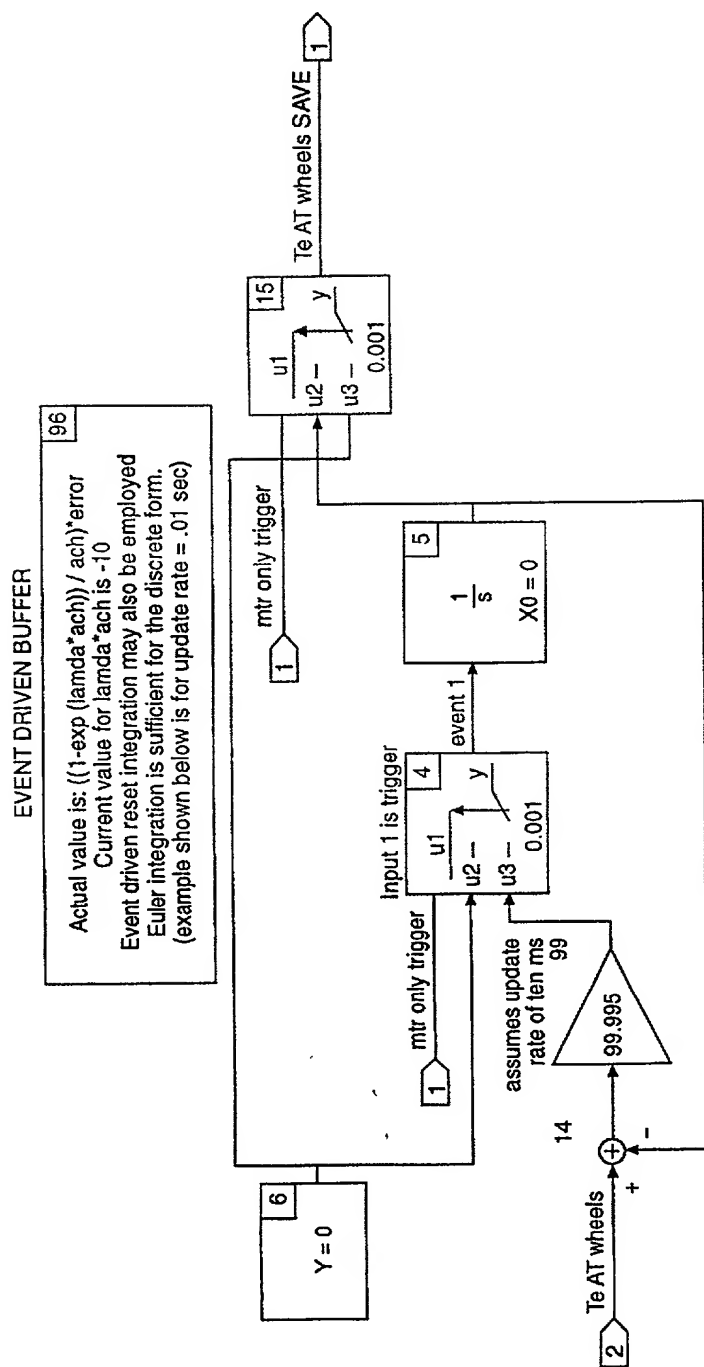 EVENT DRIVEN BUFFER
96
Actual value is: ((1-exp (lamda*ach)) / ach)*error
Current value for lamda*ach is -10
Event driven reset integration may also be employed
Euler integration is sufficient for the discrete form.
(example shown below is for update rate = .01 sec)
6
Y = 0
1
mtr only trigger
15
u1
u2
u3
y
0.001
Te AT wheels SAVE
1
Input 1 is trigger
1
mtr only trigger
4
u1
u2
u3
y
0.001
event 1
5
1
s
X0 = 0
assumes update
rate of ten ms
99
99.995
14
+
-
+
Te AT wheels
2